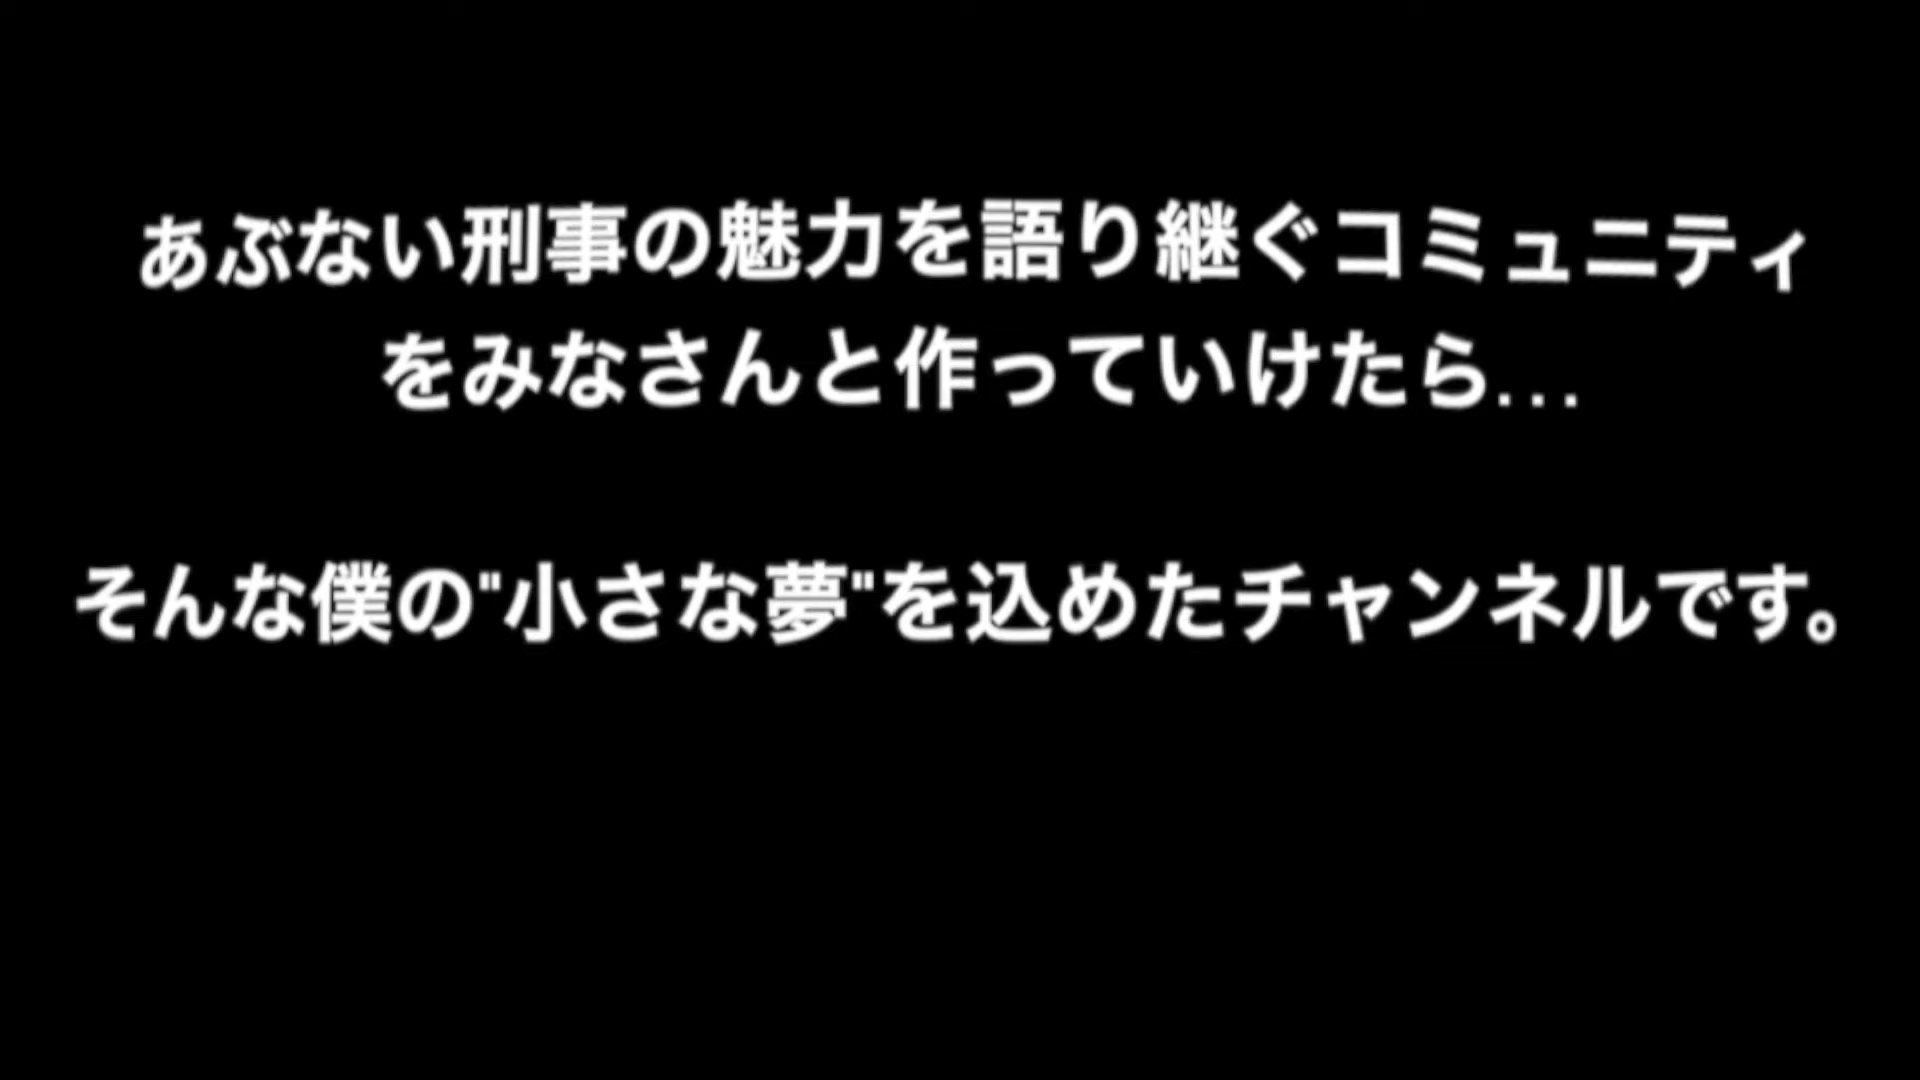 あぶない刑事の魅力を語り継ぐコミュニティ
をみなさんと作っていけたら...
そんな僕の"小さな夢"を込めたチャンネルです。